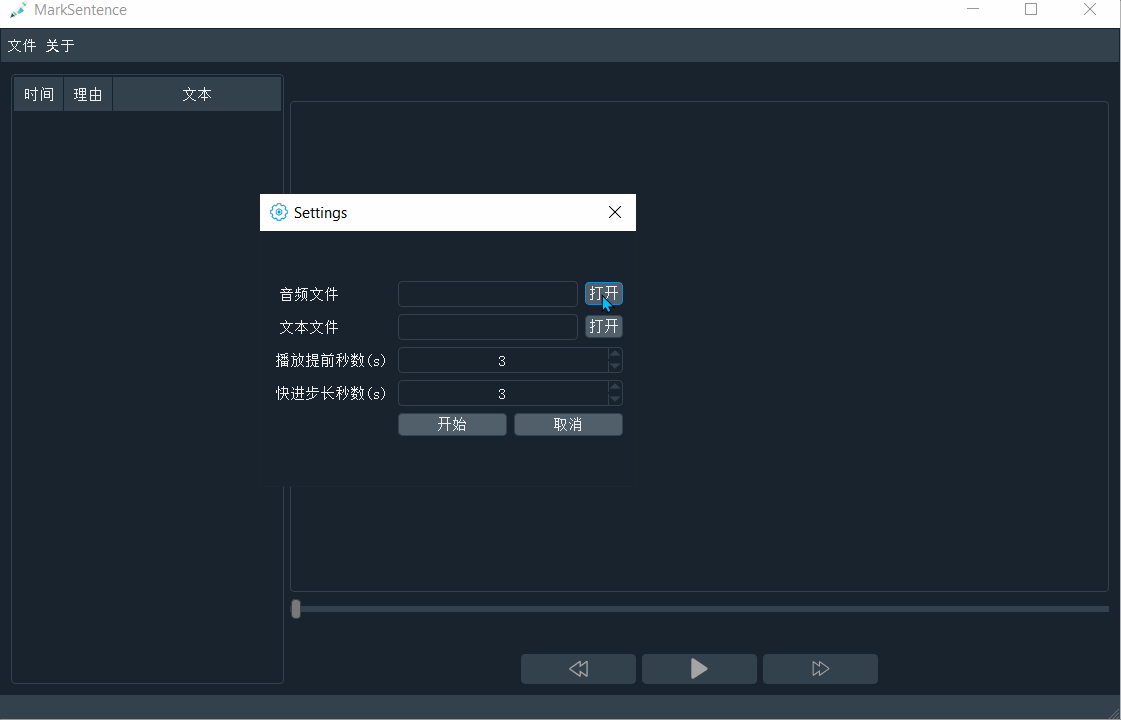 MarkSentence
文件 关于
时间 理由 文本
Settings
音频文件 打开
文本文件 打开
播放提前秒数(s) 3
快进步长秒数(s) 3
开始 取消